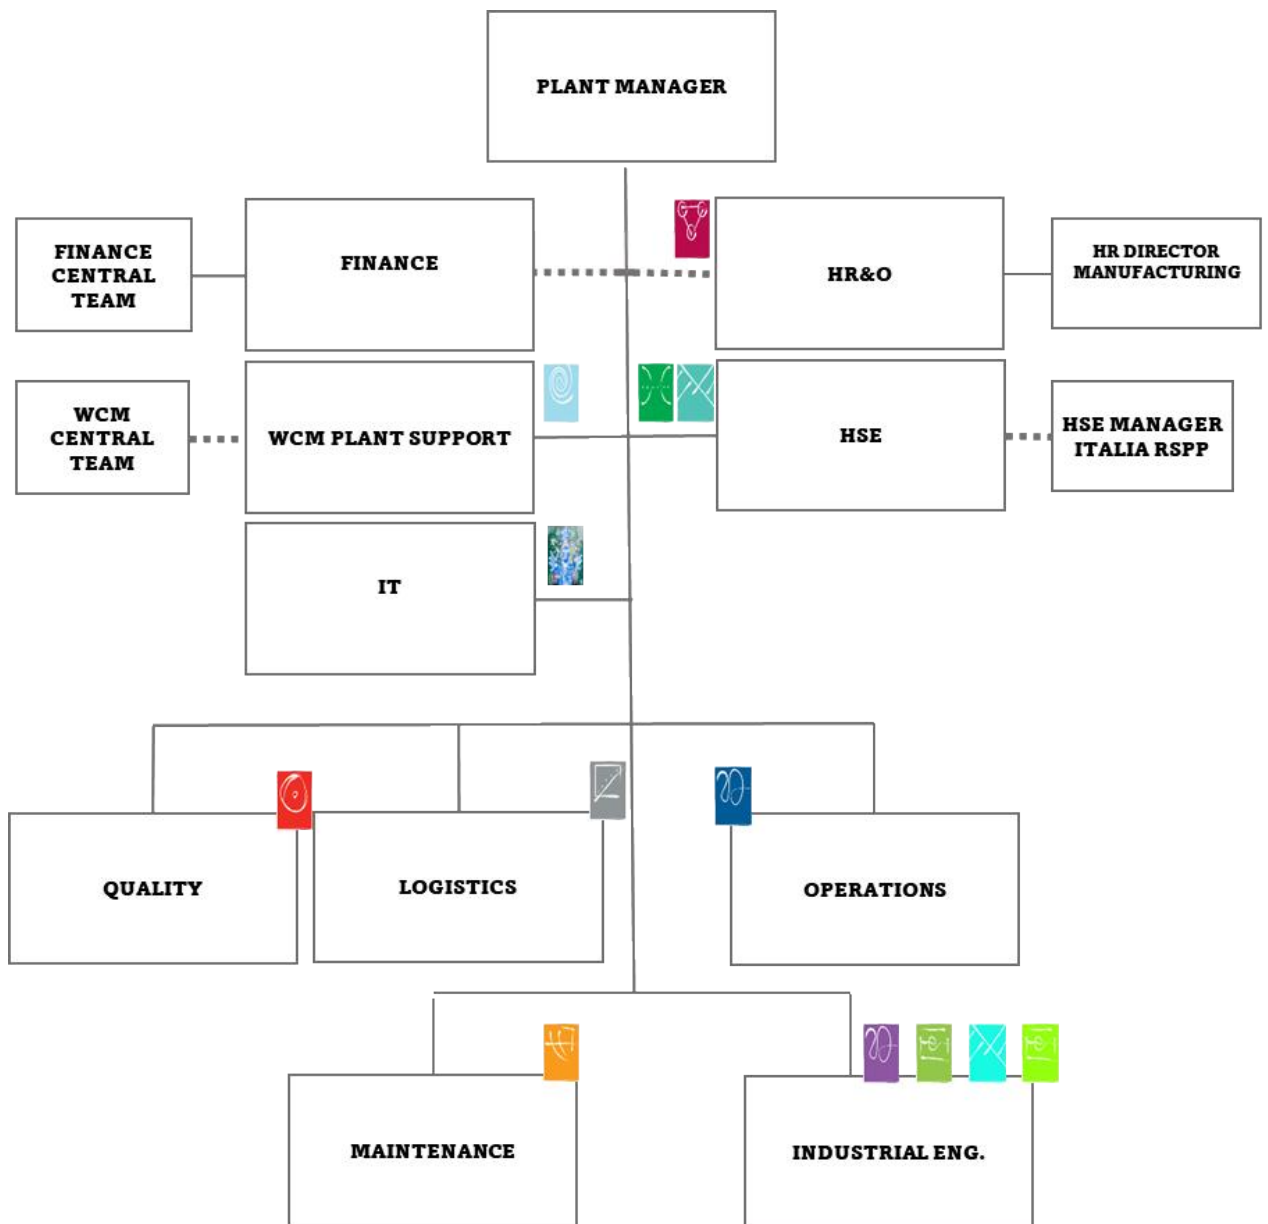 PLANT MANAGER
FINANCE
CENTRAL
TEAM
FINANCE
HR&O
HR DIRECTOR
MANUFACTURING
WCM
CENTRAL
TEAM
WCM PLANT SUPPORT
HSE
HSE MANAGER
ITALIA RSPP
IT
QUALITY
LOGISTICS
OPERATIONS
MAINTENANCE
INDUSTRIAL ENG.